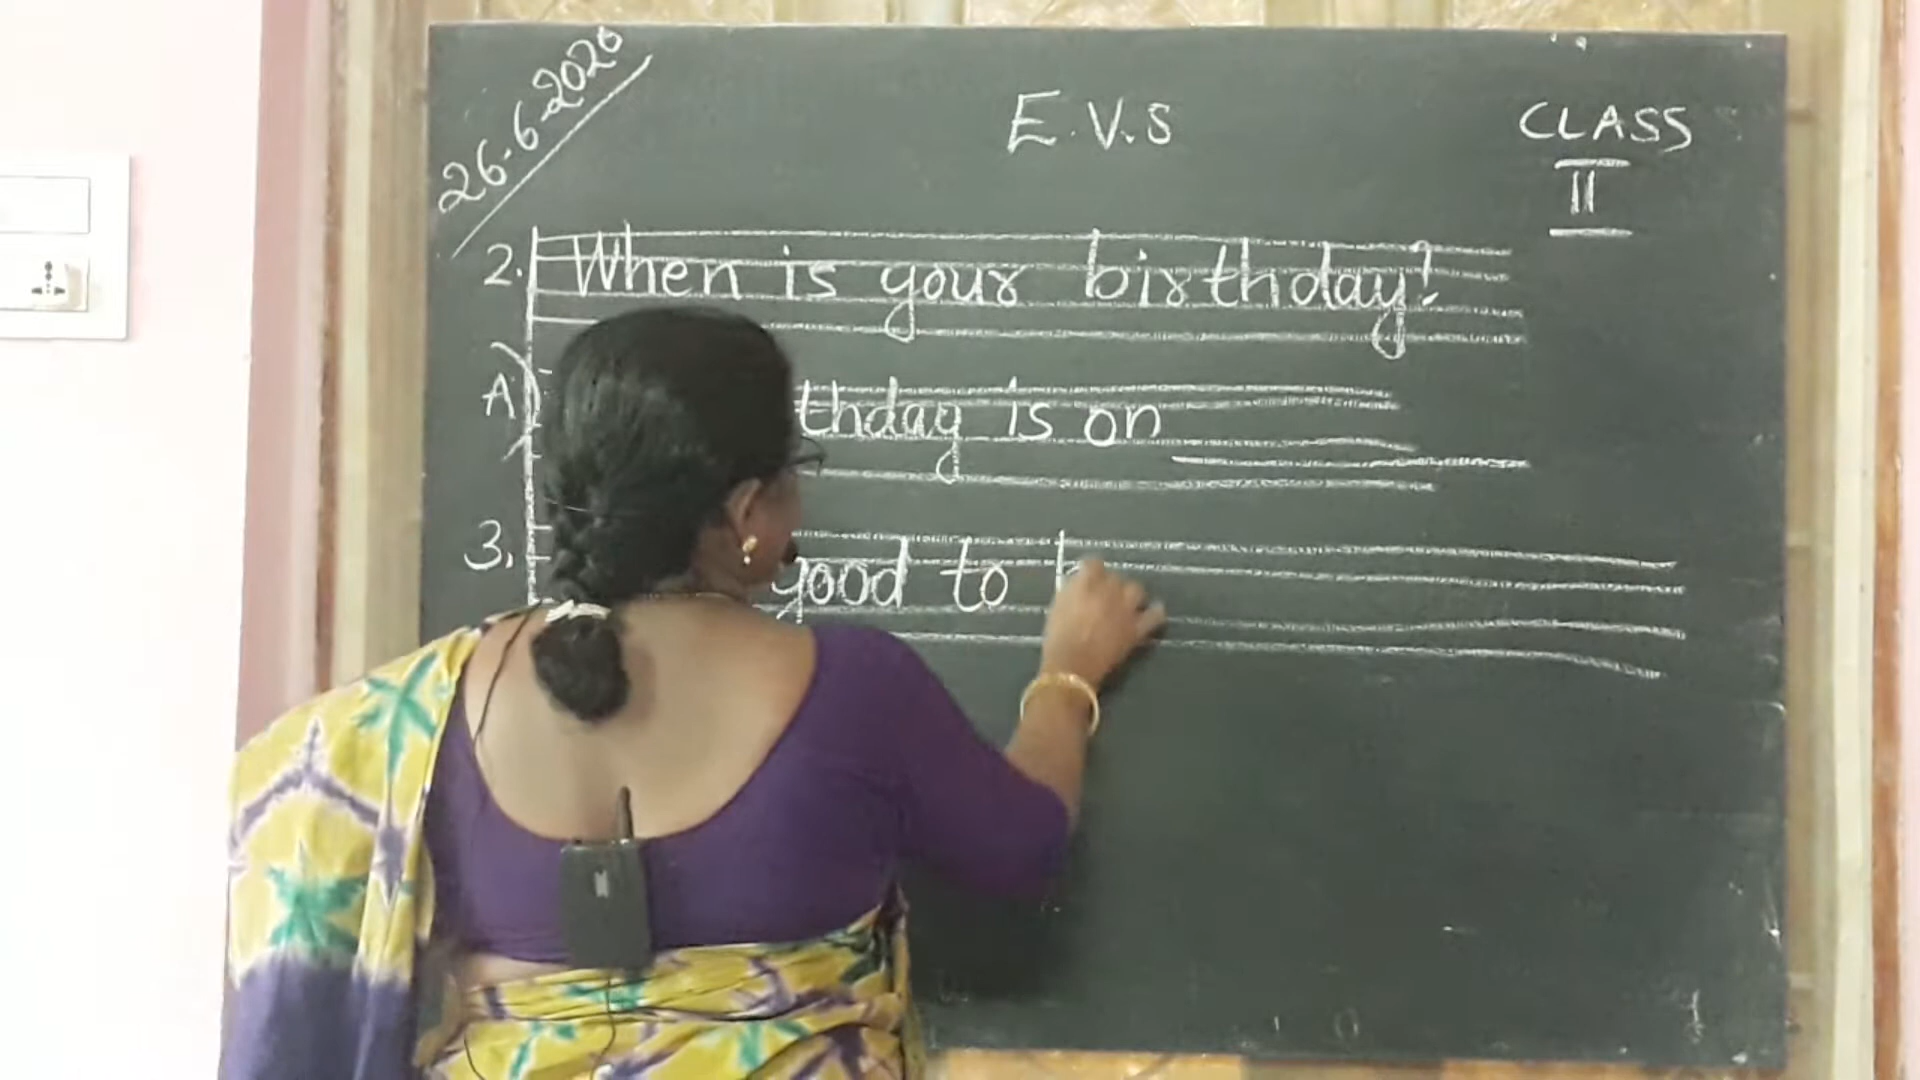 26-6-2020
E.V.S
CLASS
II
2. When is your birthday?
A) thday is on
3. good to